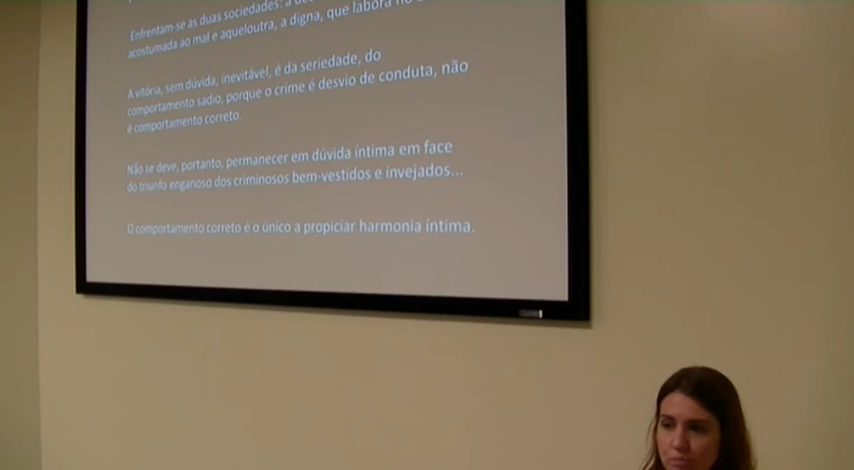 Enfrentam-se as duas sociedades: a
acostumada ao mal e aqueloutra, a digna, que labora no
A vitória, sem dúvida, inevitável, é da seriedade, do
comportamento sadio, porque o crime é desvio de conduta, não
é comportamento correto.
Não se deve, portanto, permanecer em dúvida íntima em face
do triunfo enganoso dos criminosos bem-vestidos e invejados...
O comportamento correto é o único a propiciar harmonia íntima.